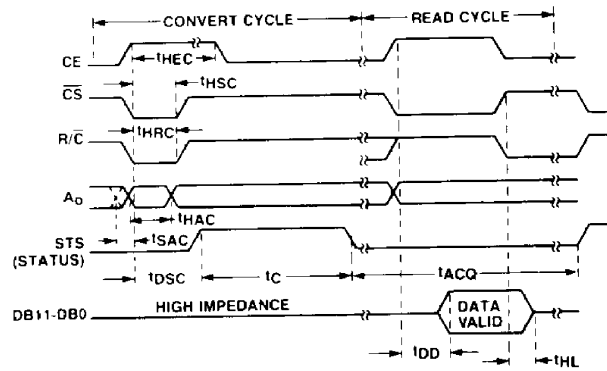 CONVERT CYCLE
READ CYCLE
CE
tHEC
CS
tHSC
R/C
tHRC
A0
tHAC
STS
(STATUS)
tSAC
tDSC
tC
tACQ
DB11-DB0
HIGH IMPEDANCE
DATA
VALID
tDD
tHL